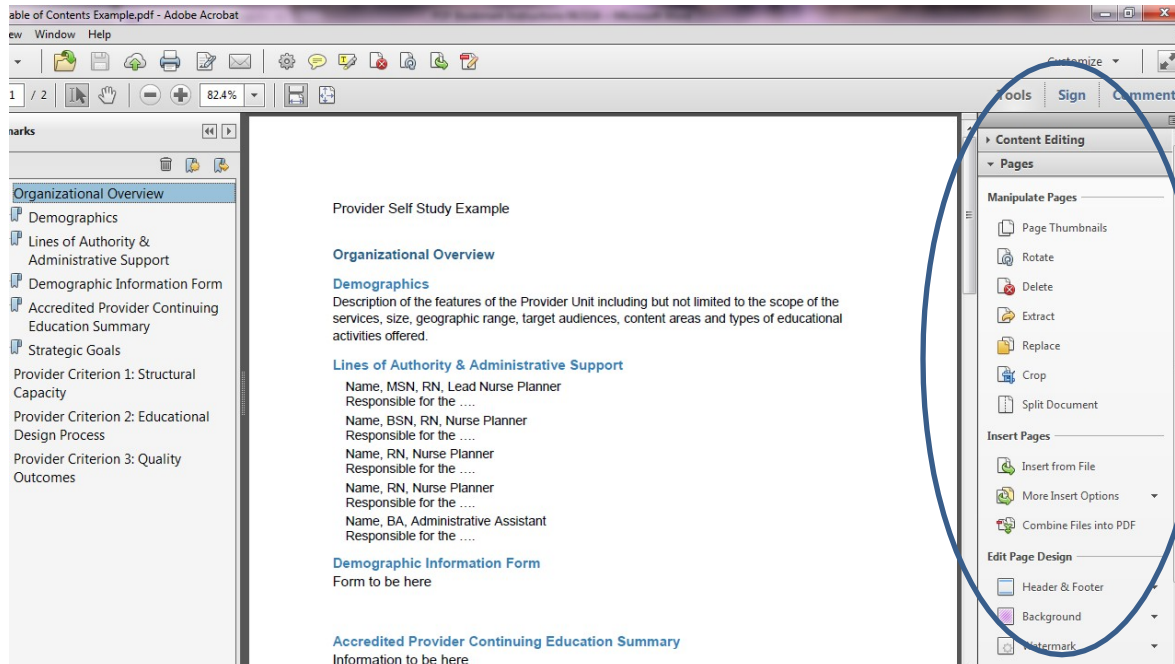 able of Contents Example.pdf - Adobe Acrobat
ew Window Help
Customize
1 / 2 82.4%
Tools Sign Comment
marks
Organizational Overview
Demographics
Lines of Authority &
Administrative Support
Demographic Information Form
Accredited Provider Continuing
Education Summary
Strategic Goals
Provider Criterion 1: Structural
Capacity
Provider Criterion 2: Educational
Design Process
Provider Criterion 3: Quality
Outcomes
Provider Self Study Example
Organizational Overview
Demographics
Description of the features of the Provider Unit including but not limited to the scope of the
services, size, geographic range, target audiences, content areas and types of educational
activities offered.
Lines of Authority & Administrative Support
Name, MSN, RN, Lead Nurse Planner
Responsible for the ....
Name, BSN, RN, Nurse Planner
Responsible for the ....
Name, RN, Nurse Planner
Responsible for the ....
Name, RN, Nurse Planner
Responsible for the ....
Name, BA, Administrative Assistant
Responsible for the ....
Demographic Information Form
Form to be here
Accredited Provider Continuing Education Summary
Information to be here
Content Editing
Pages
Manipulate Pages
Page Thumbnails
Rotate
Delete
Extract
Replace
Crop
Split Document
Insert Pages
Insert from File
More Insert Options
Combine Files into PDF
Edit Page Design
Header & Footer
Background
Watermark